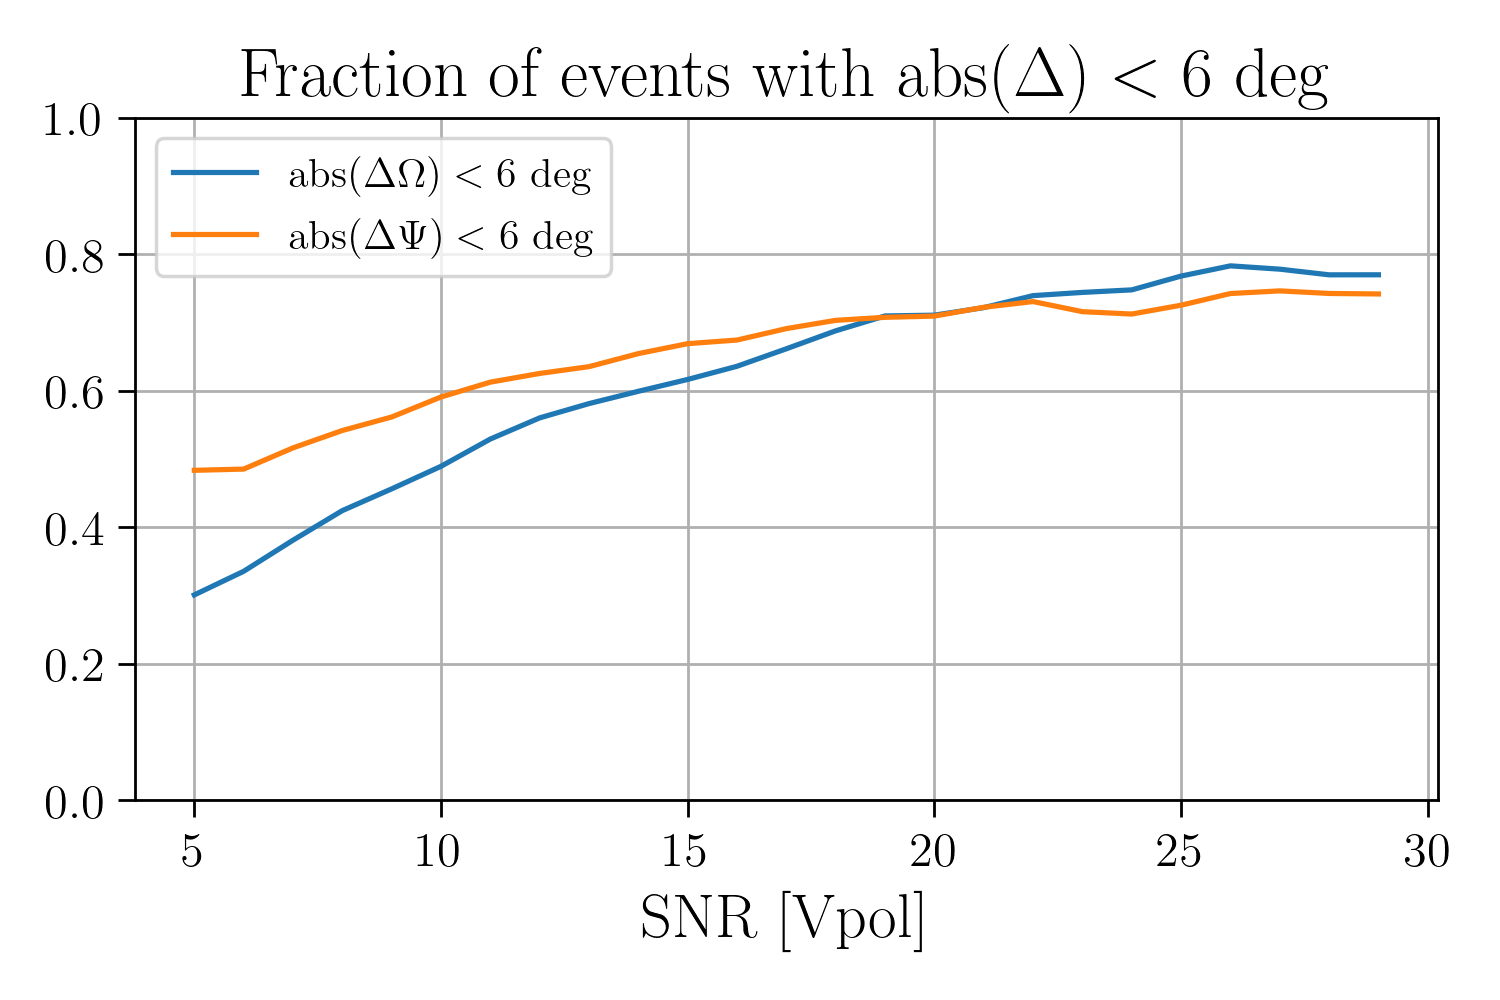 Fraction of events with abs(Δ) < 6 deg
1.0
abs(ΔΩ) < 6 deg
abs(ΔΨ) < 6 deg
0.8
0.6
0.4
0.2
0.0
5 10 15 20 25 30
SNR [Vpol]